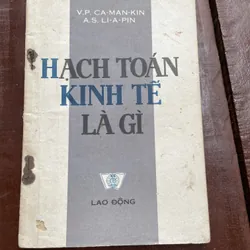 V.P. CA-MAN-KIN
A.S. LI-A-PIN
HẠCH TOÁN
KINH TẾ
LÀ GÌ
LAO ĐỘNG